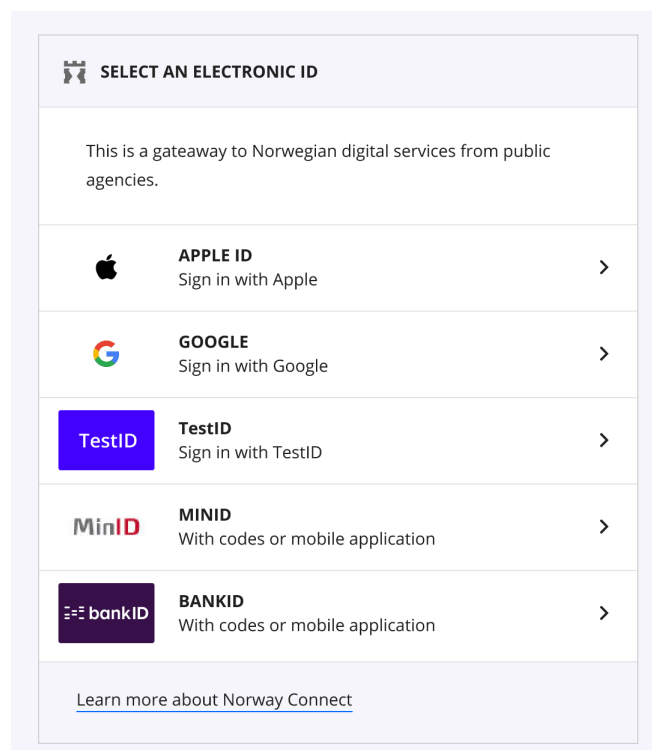 SELECT AN ELECTRONIC ID
This is a gateaway to Norwegian digital services from public
agencies.
APPLE ID
Sign in with Apple
GOOGLE
Sign in with Google
TestID
TestID
Sign in with TestID
MinID
MINID
With codes or mobile application
bankID
BANKID
With codes or mobile application
Learn more about Norway Connect